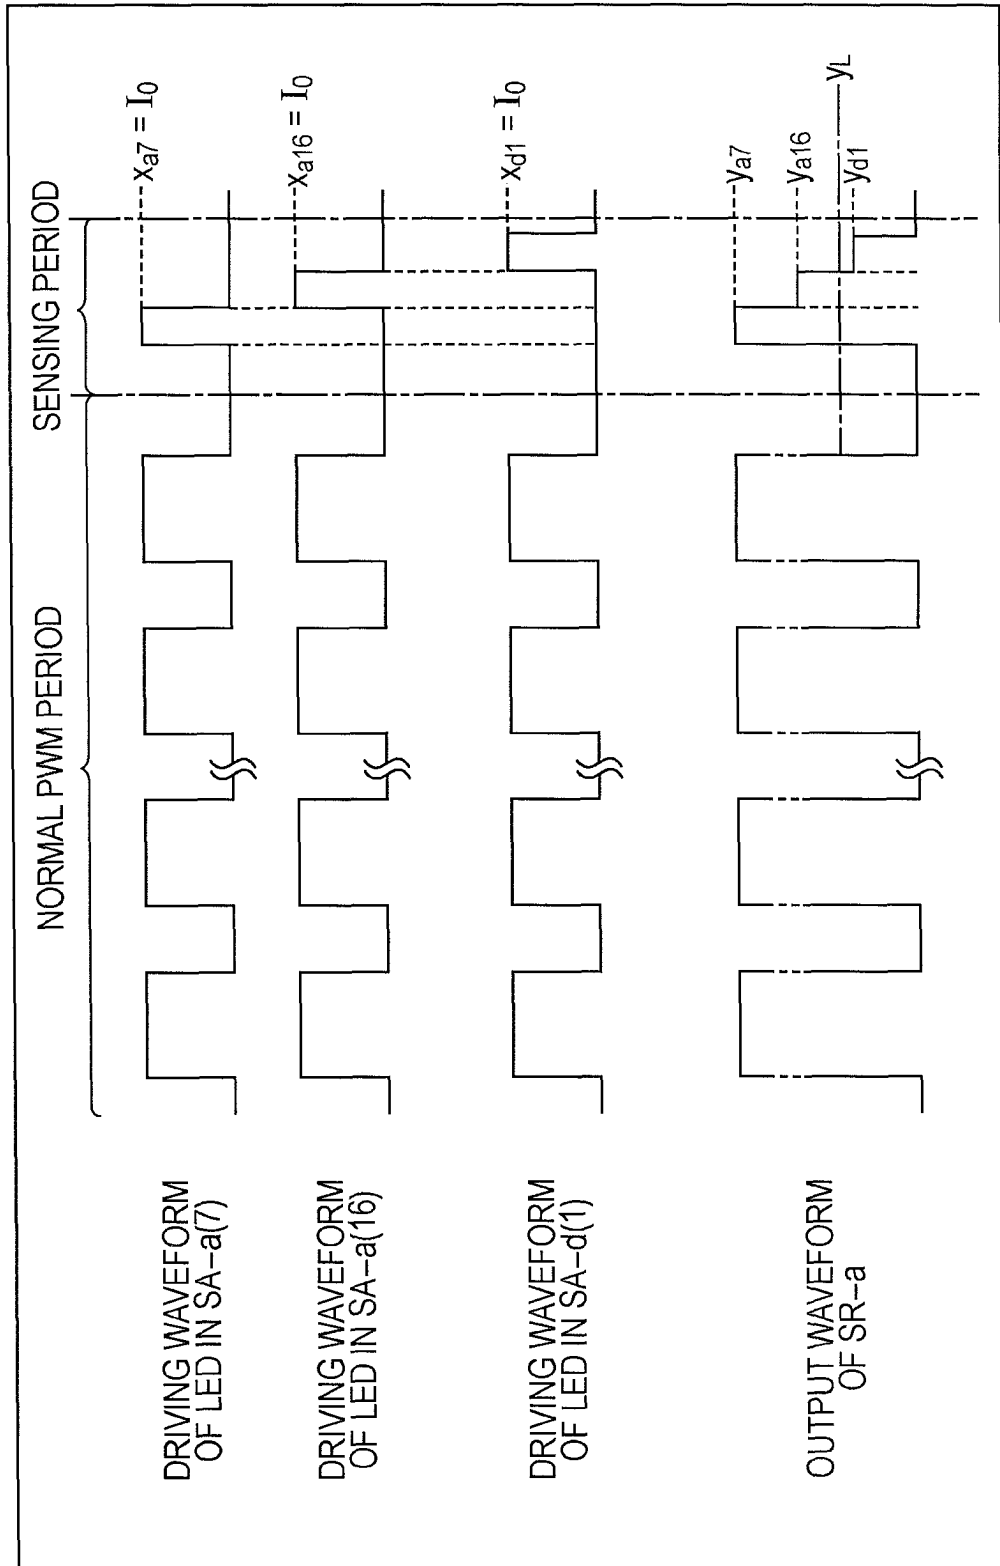 NORMAL PWM PERIOD
SENSING PERIOD
DRIVING WAVEFORM
OF LED IN SA-a(7)
xa7 = I0
DRIVING WAVEFORM
OF LED IN SA-a(16)
xa16 = I0
DRIVING WAVEFORM
OF LED IN SA-d(1)
xd1 = I0
OUTPUT WAVEFORM
OF SR-a
ya7
ya16
yL
yd1